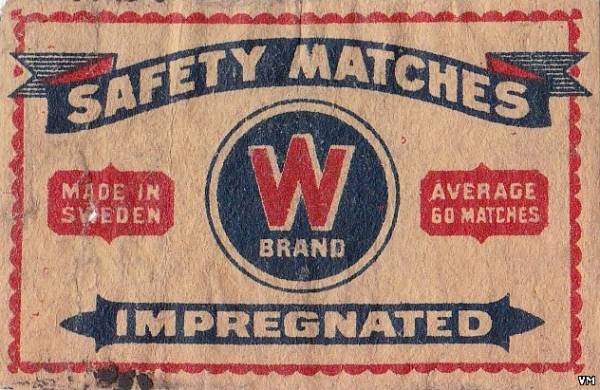 SAFETY MATCHES
MADE IN
SWEDEN
W
BRAND
AVERAGE
60 MATCHES
IMPREGNATED
VM